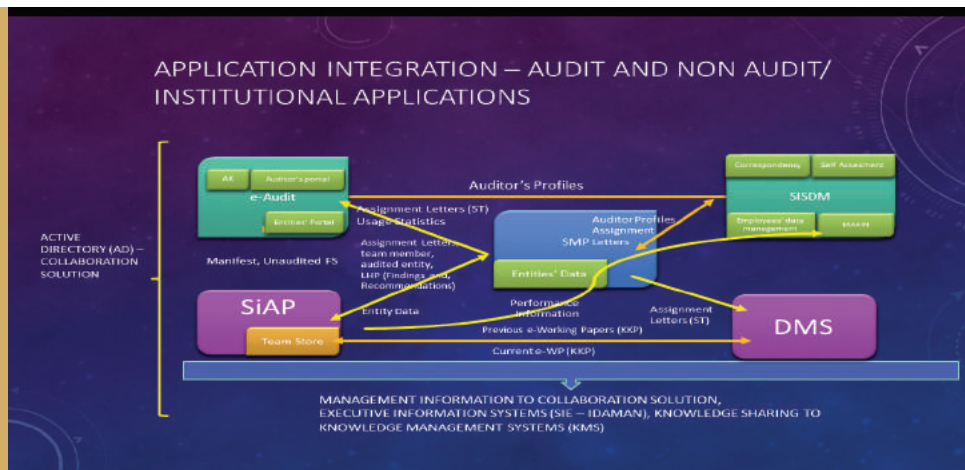 APPLICATION INTEGRATION – AUDIT AND NON AUDIT/
INSTITUTIONAL APPLICATIONS
ACTIVE
DIRECTORY (AD) –
COLLABORATION
SOLUTION
AK
Auditor's portal
e-Audit
Entities' Portal
Auditor's Profiles
Correspondency
Self Assesment
SISDM
Employees' data
management
Assignment Letters (ST)
Usage Statistics
Auditor Profiles
Assignment
SMP Letters
Entities' Data
Manifest, Unaudited FS
Assignment Letters,
team member,
audited entity,
LHP (Findings and
Recommendations)
SiAP
Team Store
Entity Data
Performance
Information
Previous e-Working Papers (KKP)
Current e-WP (KKP)
Assignment
Letters (ST)
DMS
MANAGEMENT INFORMATION TO COLLABORATION SOLUTION,
EXECUTIVE INFORMATION SYSTEMS (SIE – IDAMAN), KNOWLEDGE SHARING TO
KNOWLEDGE MANAGEMENT SYSTEMS (KMS)